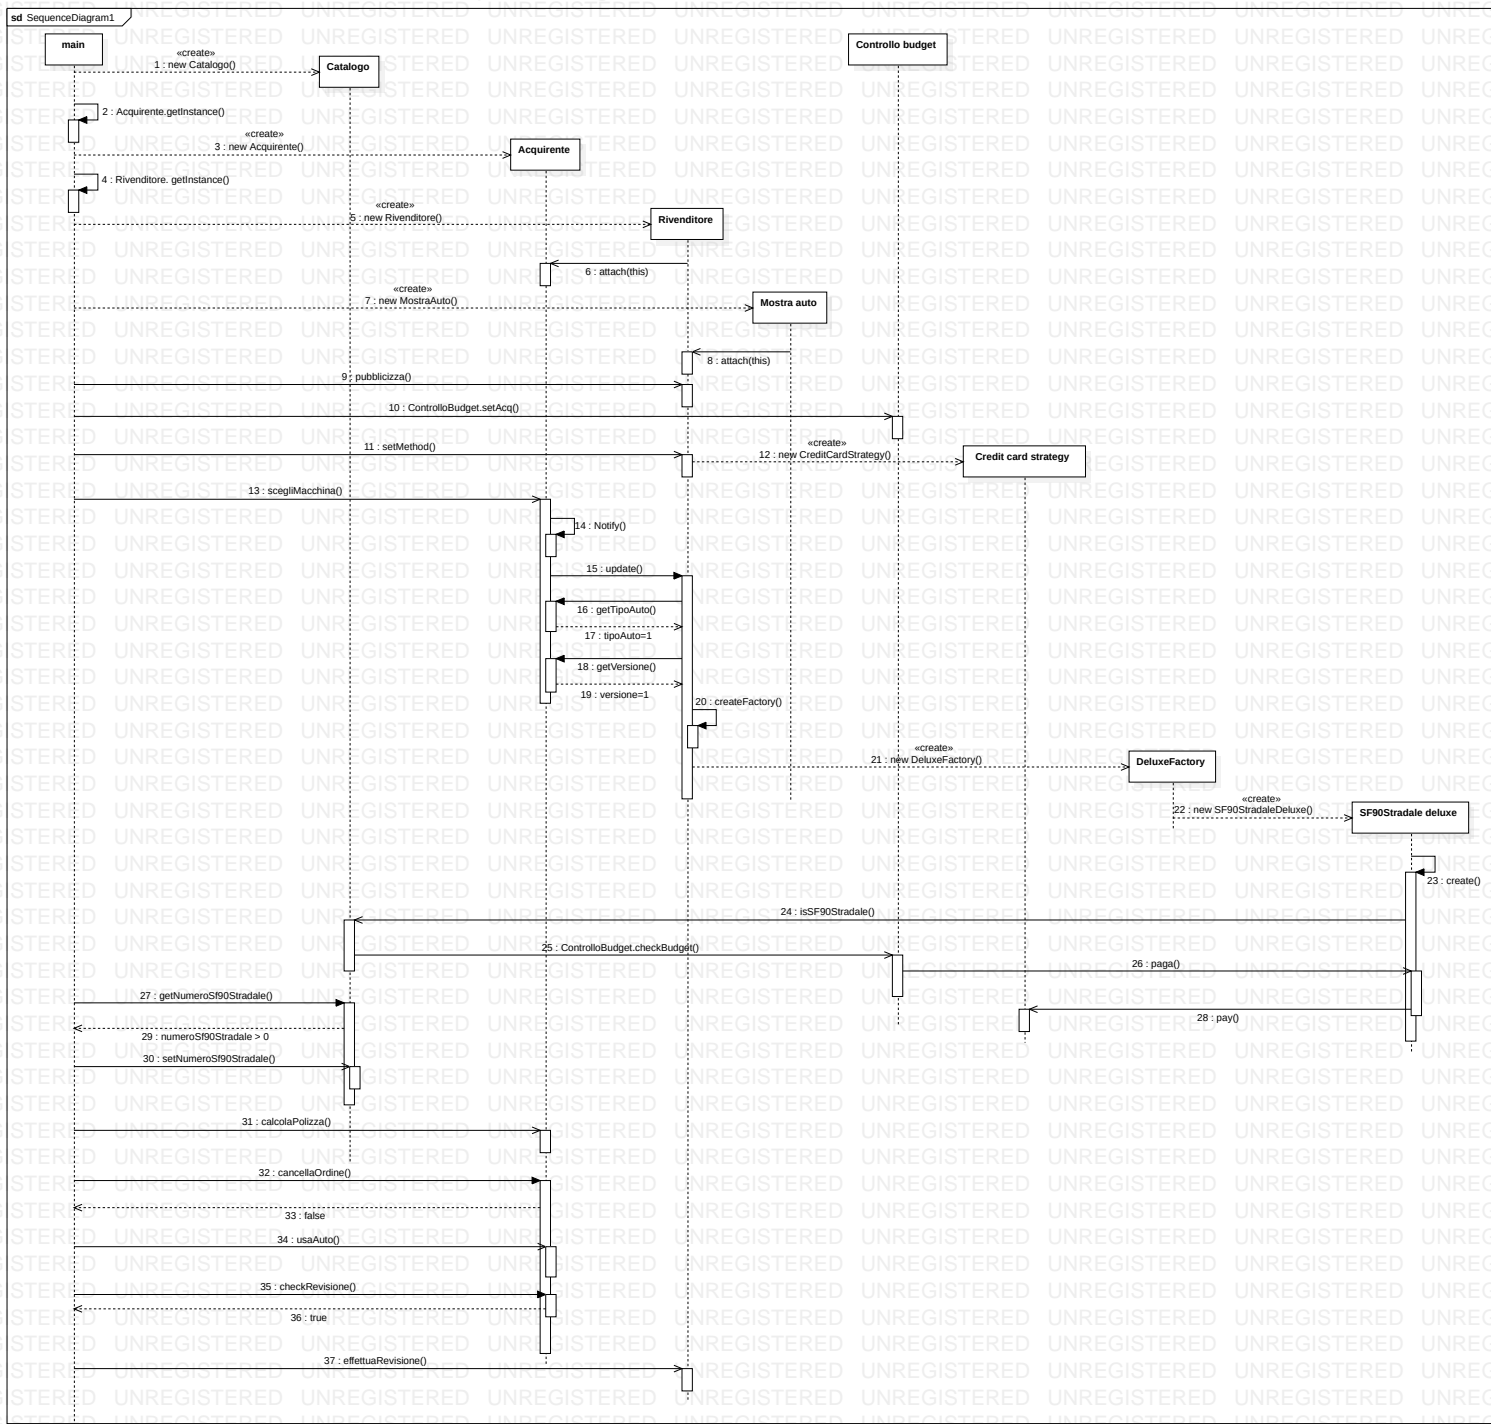 sd SequenceDiagram1
main
Controllo budget
«create»
1 : new Catalogo()
Catalogo
2 : Acquirente.getInstance()
«create»
3 : new Acquirente()
Acquirente
4 : Rivenditore. getInstance()
«create»
5 : new Rivenditore()
Rivenditore
6 : attach(this)
«create»
7 : new MostraAuto()
Mostra auto
8 : attach(this)
9 : pubblicizza()
10 : ControlloBudget.setAcq()
11 : setMethod()
«create»
12 : new CreditCardStrategy()
Credit card strategy
13 : scegliMacchina()
14 : Notify()
15 : update()
16 : getTipoAuto()
17 : tipoAuto=1
18 : getVersione()
19 : versione=1
20 : createFactory()
«create»
21 : new DeluxeFactory()
DeluxeFactory
«create»
22 : new SF90StradaleDeluxe()
SF90Stradale deluxe
23 : create()
24 : isSF90Stradale()
25 : ControlloBudget.checkBudget()
26 : paga()
27 : getNumeroSf90Stradale()
28 : pay()
29 : numeroSf90Stradale > 0
30 : setNumeroSf90Stradale()
31 : calcolaPolizza()
32 : cancellaOrdine()
33 : false
34 : usaAuto()
35 : checkRevisione()
36 : true
37 : effettuaRevisione()
UNREGISTERED